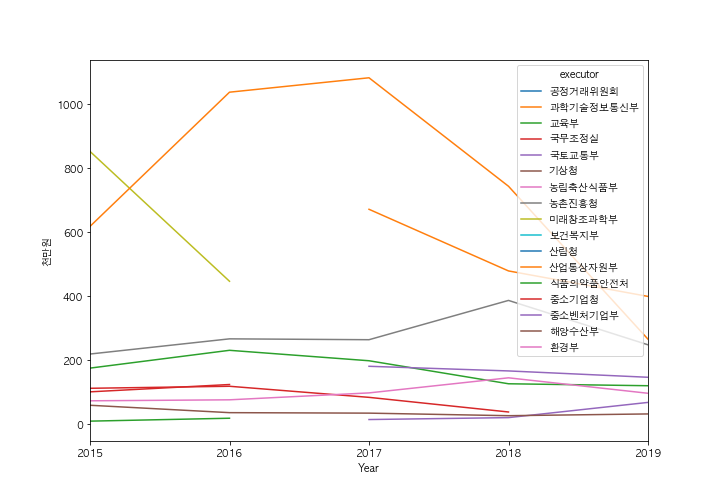 executor
공정거래위원회
과학기술정보통신부
교육부
국무조정실
국토교통부
기상청
농림축산식품부
농촌진흥청
미래창조과학부
보건복지부
산림청
산업통상자원부
식품의약품안전처
중소기업청
중소벤처기업부
해양수산부
환경부
천만원
1000
800
600
400
200
0
2015 2016 2017 2018 2019
Year